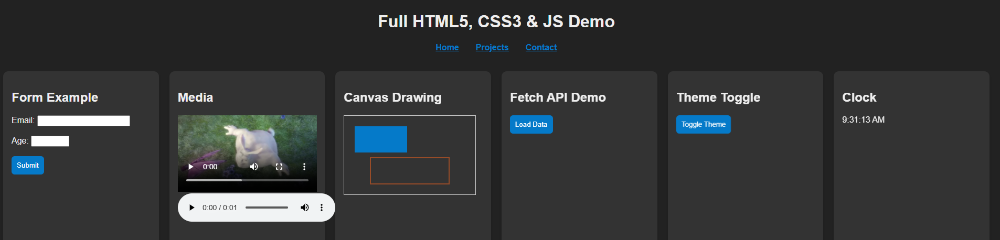 Full HTML5, CSS3 & JS Demo
Home Projects Contact
Form Example
Email:
Age:
Submit
Media
0:00
0:00 / 0:01
Canvas Drawing
Fetch API Demo
Load Data
Theme Toggle
Toggle Theme
Clock
9:31:13 AM